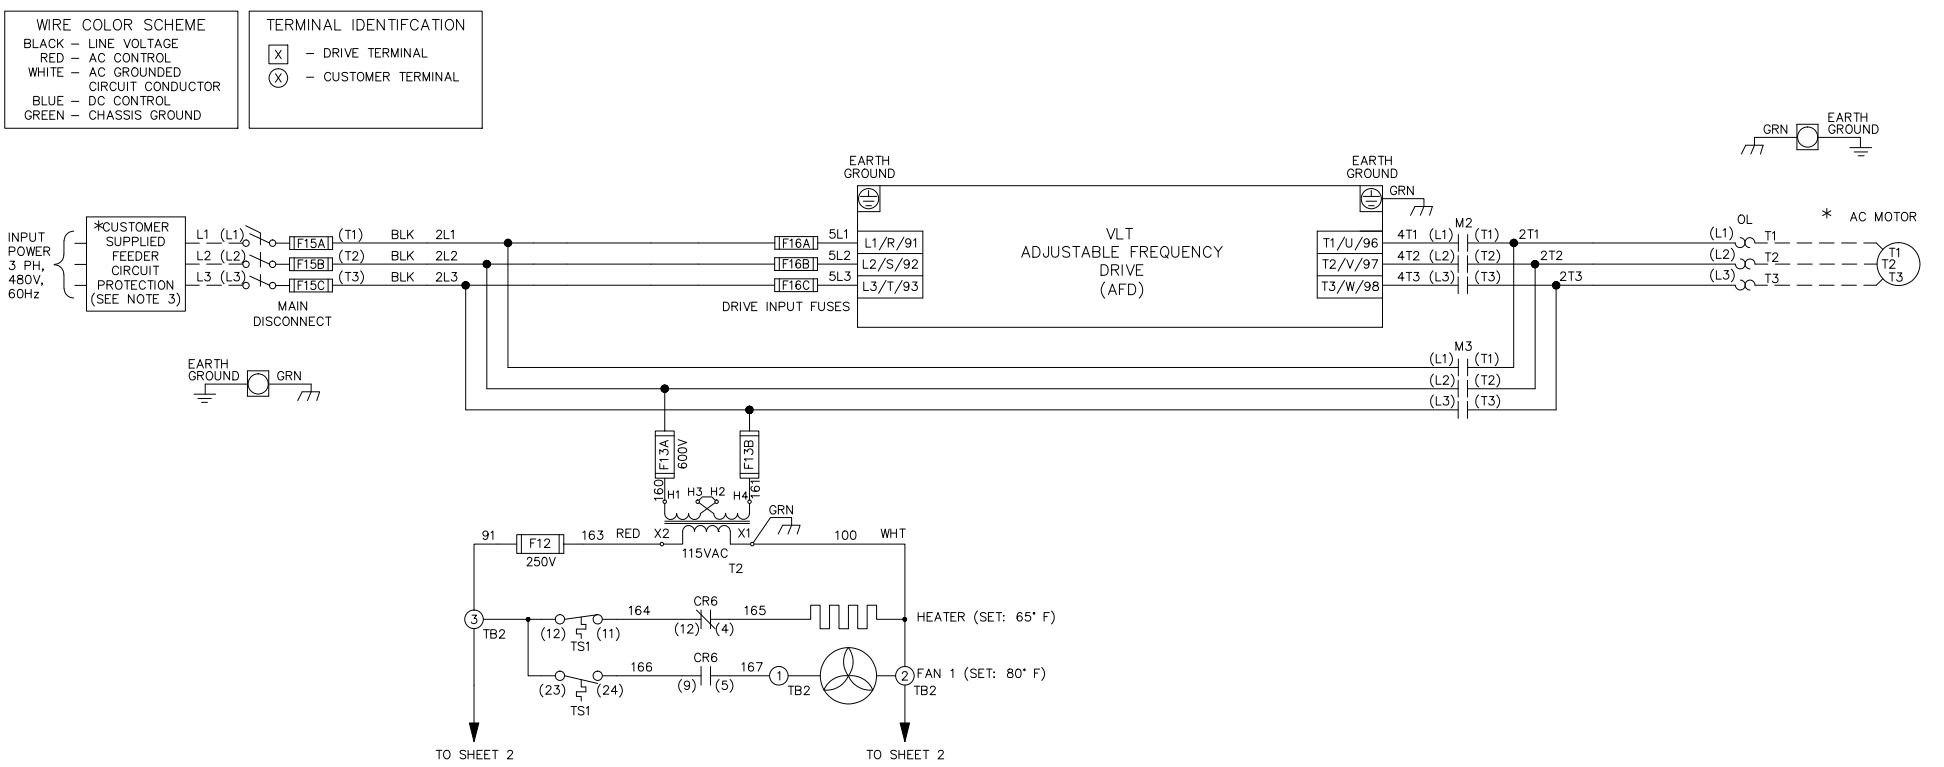 WIRE COLOR SCHEME
BLACK – LINE VOLTAGE
RED – AC CONTROL
WHITE – AC GROUNDED
CIRCUIT CONDUCTOR
BLUE – DC CONTROL
GREEN – CHASSIS GROUND
TERMINAL IDENTIFCATION
X – DRIVE TERMINAL
X – CUSTOMER TERMINAL
GRN
EARTH
GROUND
INPUT
POWER
3 PH,
480V,
60Hz
*CUSTOMER
SUPPLIED
FEEDER
CIRCUIT
PROTECTION
(SEE NOTE 3)
L1 (L1) F15A (T1) BLK 2L1 F16A 5L1
L2 (L2) F15B (T2) BLK 2L2 F16B 5L2
L3 (L3) F15C (T3) BLK 2L3 F16C 5L3
MAIN
DISCONNECT
DRIVE INPUT FUSES
EARTH
GROUND
L1/R/91
L2/S/92
L3/T/93
VLT
ADJUSTABLE FREQUENCY
DRIVE
(AFD)
EARTH
GROUND
GRN
T1/U/96
T2/V/97
T3/W/98
M2
4T1 (L1) (T1) 2T1
4T2 (L2) (T2) 2T2
4T3 (L3) (T3) 2T3
OL
(L1) T1
(L2) T2
(L3) T3
* AC MOTOR
T1
T2
T3
EARTH
GROUND
GRN
M3
(L1) (T1)
(L2) (T2)
(L3) (T3)
F13A
600V
F13B
160
161
H1 H3 H2 H4
GRN
91 F12 163 RED X2 X1 100 WHT
250V
115VAC
T2
3
TB2
164 CR6 165
(12) (11) (12) (4)
TS1
HEATER (SET: 65° F)
166 CR6 167 1
(23) (24) (9) (5) TB2
TS1
2
FAN 1 (SET: 80° F)
TB2
TO SHEET 2
TO SHEET 2